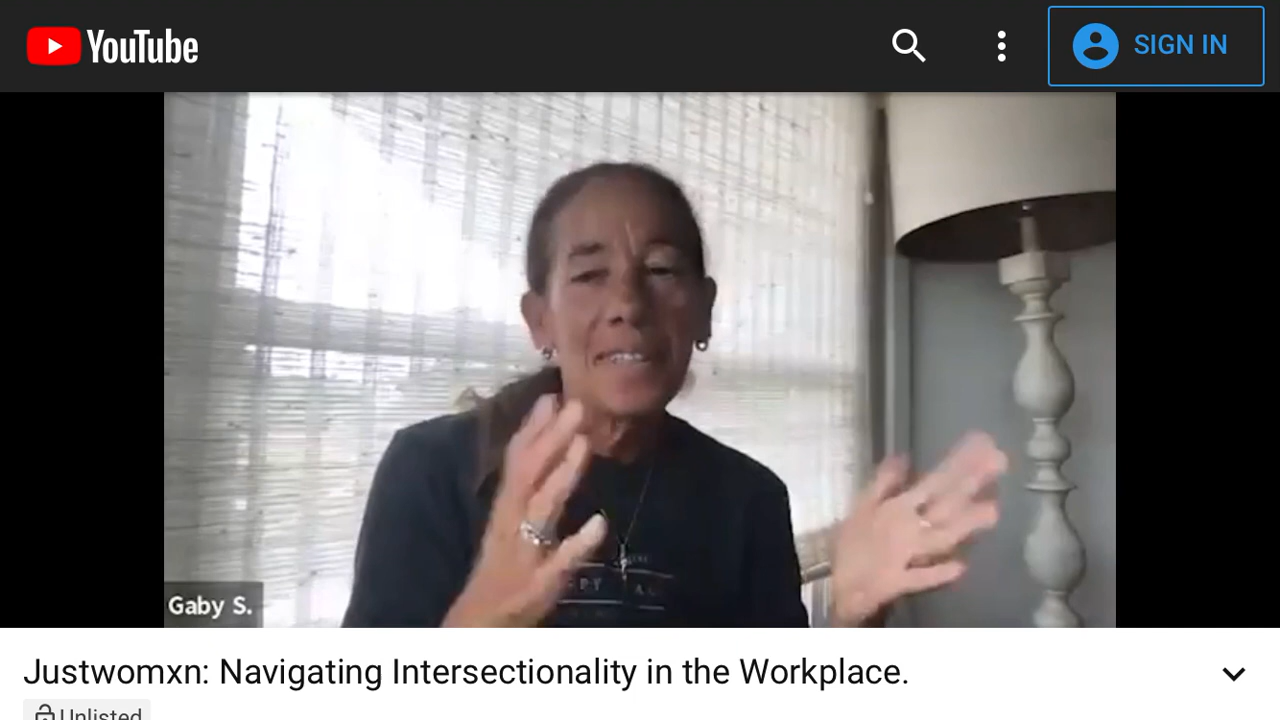 YouTube
SIGN IN
Gaby S.
Justwomxn: Navigating Intersectionality in the Workplace.
Unlisted